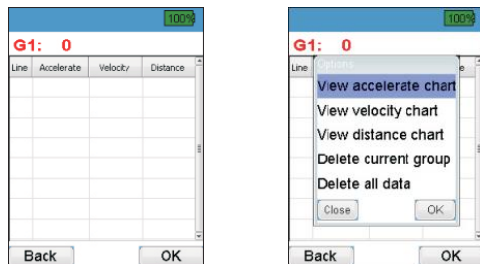 100%
G1: 0
Line Accelerate Velocity Distance
Back OK
100%
G1: 0
Line e
Options
View accelerate chart
View velocity chart
View distance chart
Delete current group
Delete all data
Close OK
Back OK